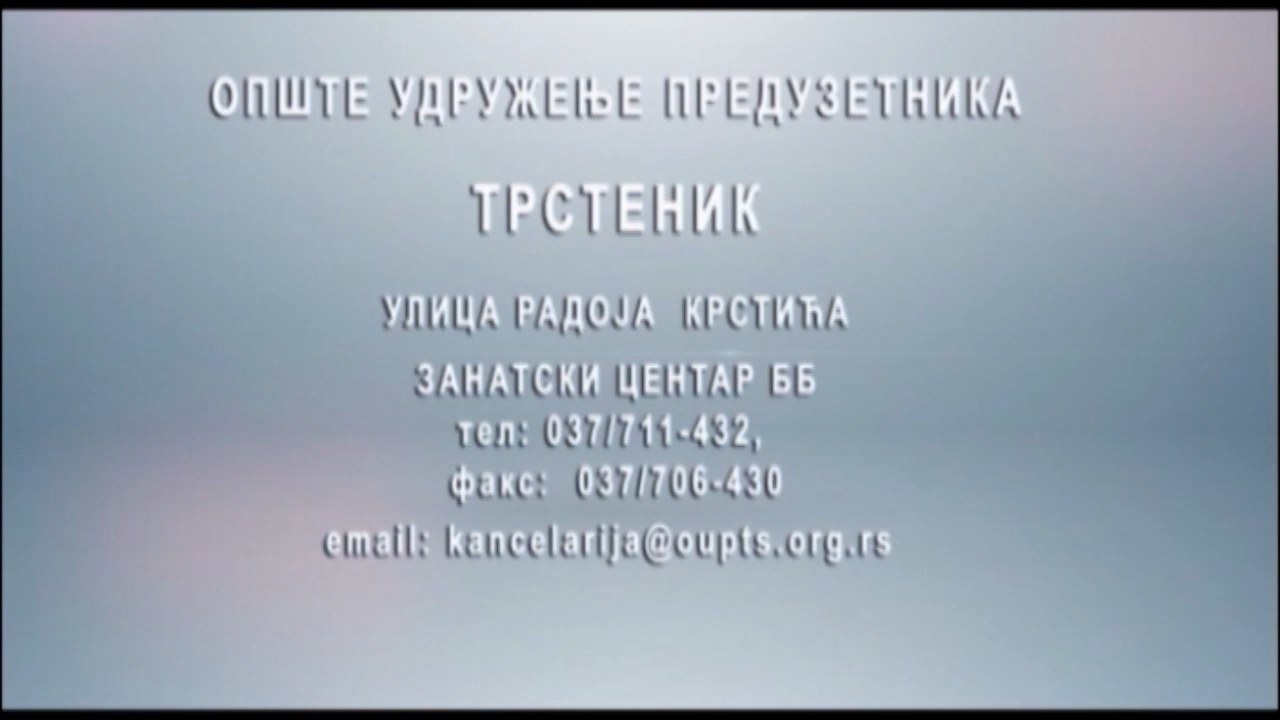 ОПШТЕ УДРУЖЕЊЕ ПРЕДУЗЕТНИКА
ТРСТЕНИК
УЛИЦА РАДОЈА КРСТИЋА
ЗАНАТСКИ ЦЕНТАР ББ
тел: 037/711-432,
факс: 037/706-430
email: kancelarija@oupts.org.rs